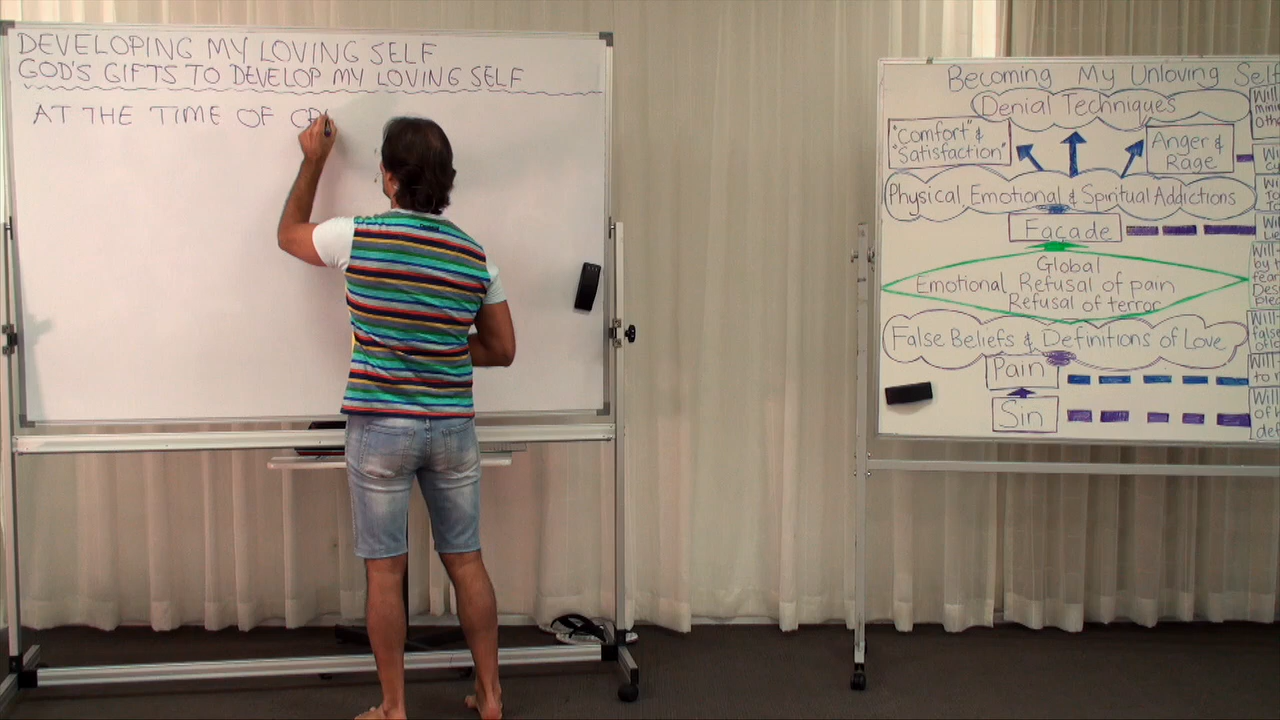 DEVELOPING MY LOVING SELF
GOD'S GIFTS TO DEVELOP MY LOVING SELF
AT THE TIME OF
Becoming My Unloving Self
Denial Techniques
"Comfort" &
"Satisfaction"
Anger &
Rage
Physical, Emotional & Spiritual Addictions
Façade
Global
Emotional Refusal of pain
Refusal of terror
False Beliefs & Definitions of Love
Pain
Sin